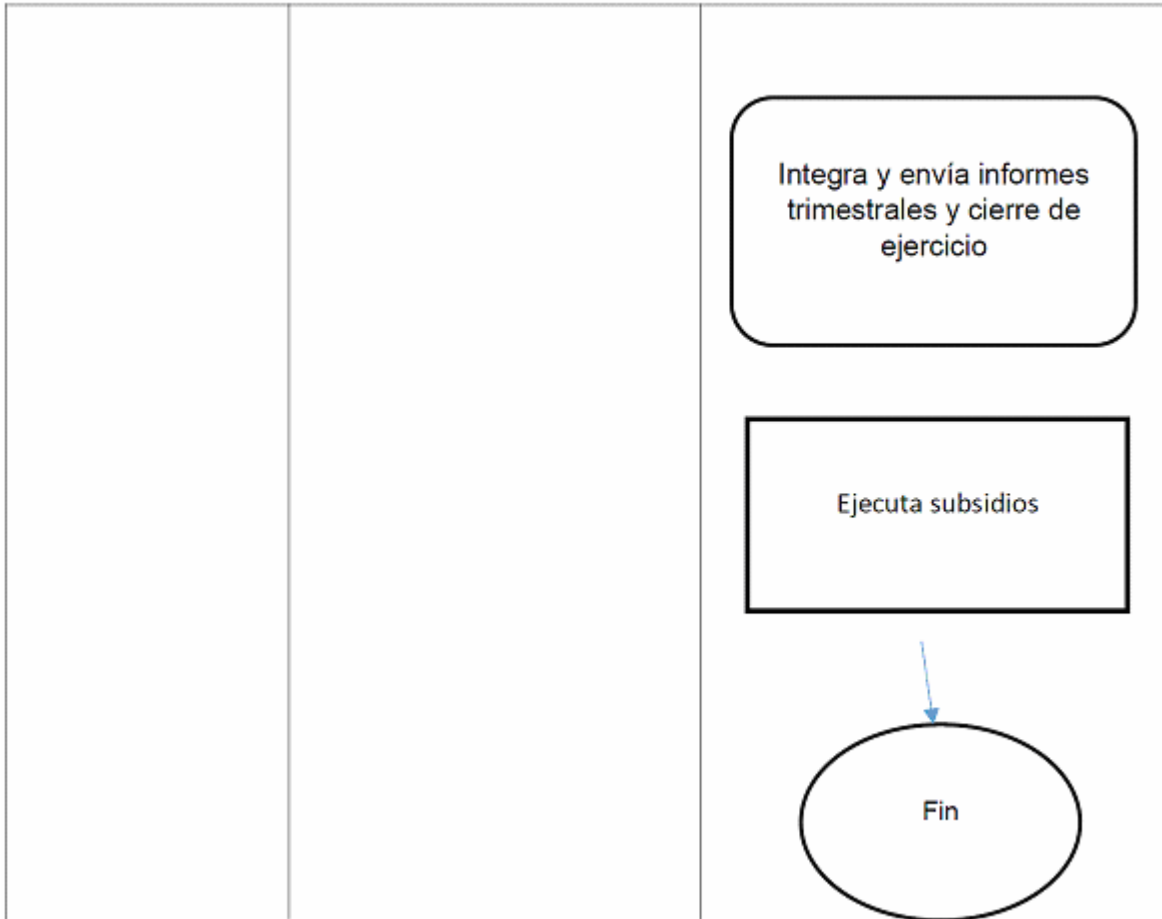 Integra y envía informes
trimestrales y cierre de
ejercicio
Ejecuta subsidios
Fin